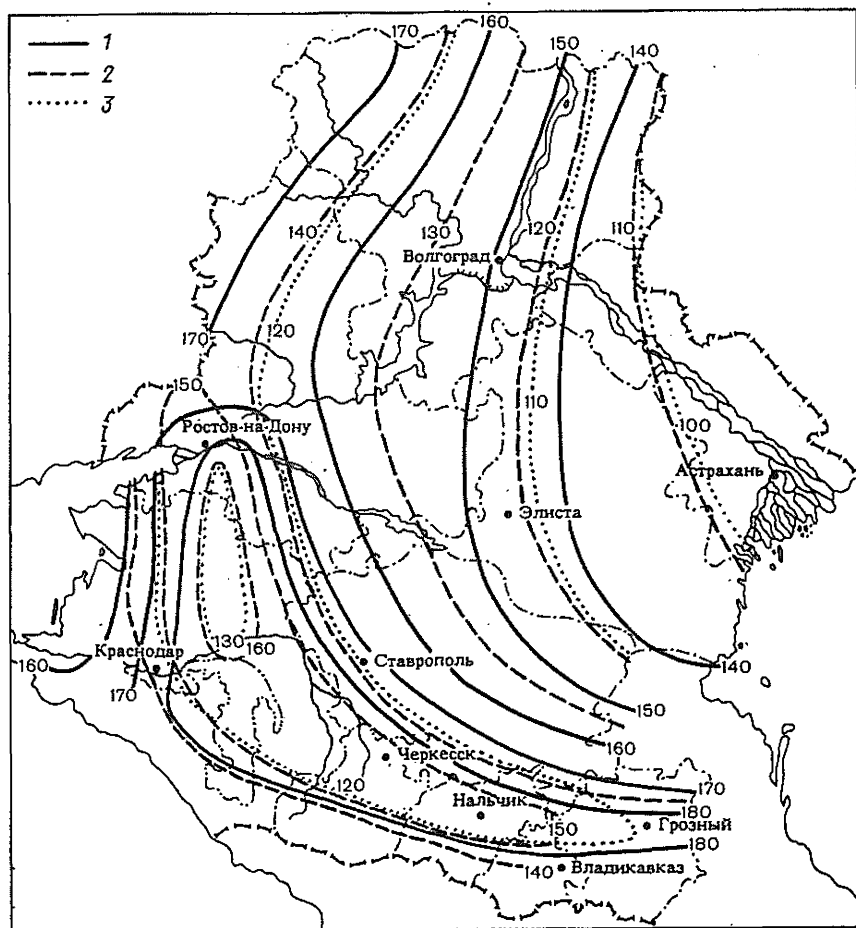 170
160
1
150
140
2
3
140
130
120
110
Волгоград
120
170
150
110
100
Ростов-на-Дону
Астрахань
Элиста
130
160
Краснодар
Ставрополь
160
140
170
150
160
Черкесск
120
170
Нальчик
180
150
Грозный
180
140
Владикавказ